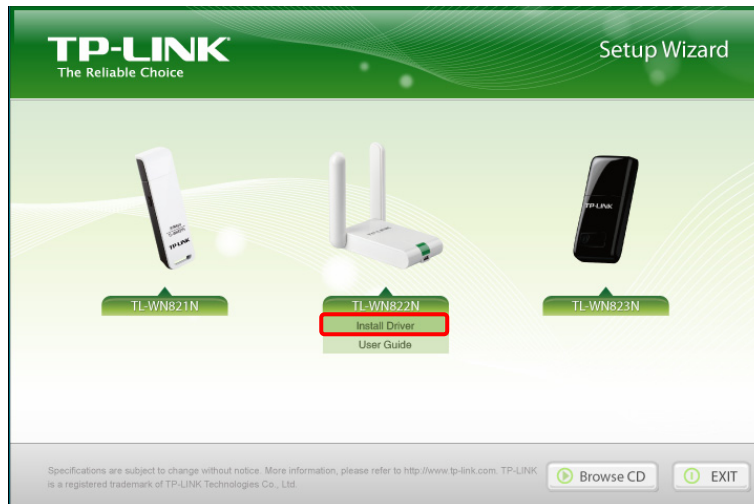 TP-LINK
The Reliable Choice
Setup Wizard
TP-LINK
TP-LINK
TL-WN821N
TL-WN822N
TL-WN823N
Install Driver
User Guide
Specifications are subject to change without notice. More information, please refer to http://www.tp-link.com. TP-LINK
is a registered trademark of TP-LINK Technologies Co., Ltd.
Browse CD
EXIT